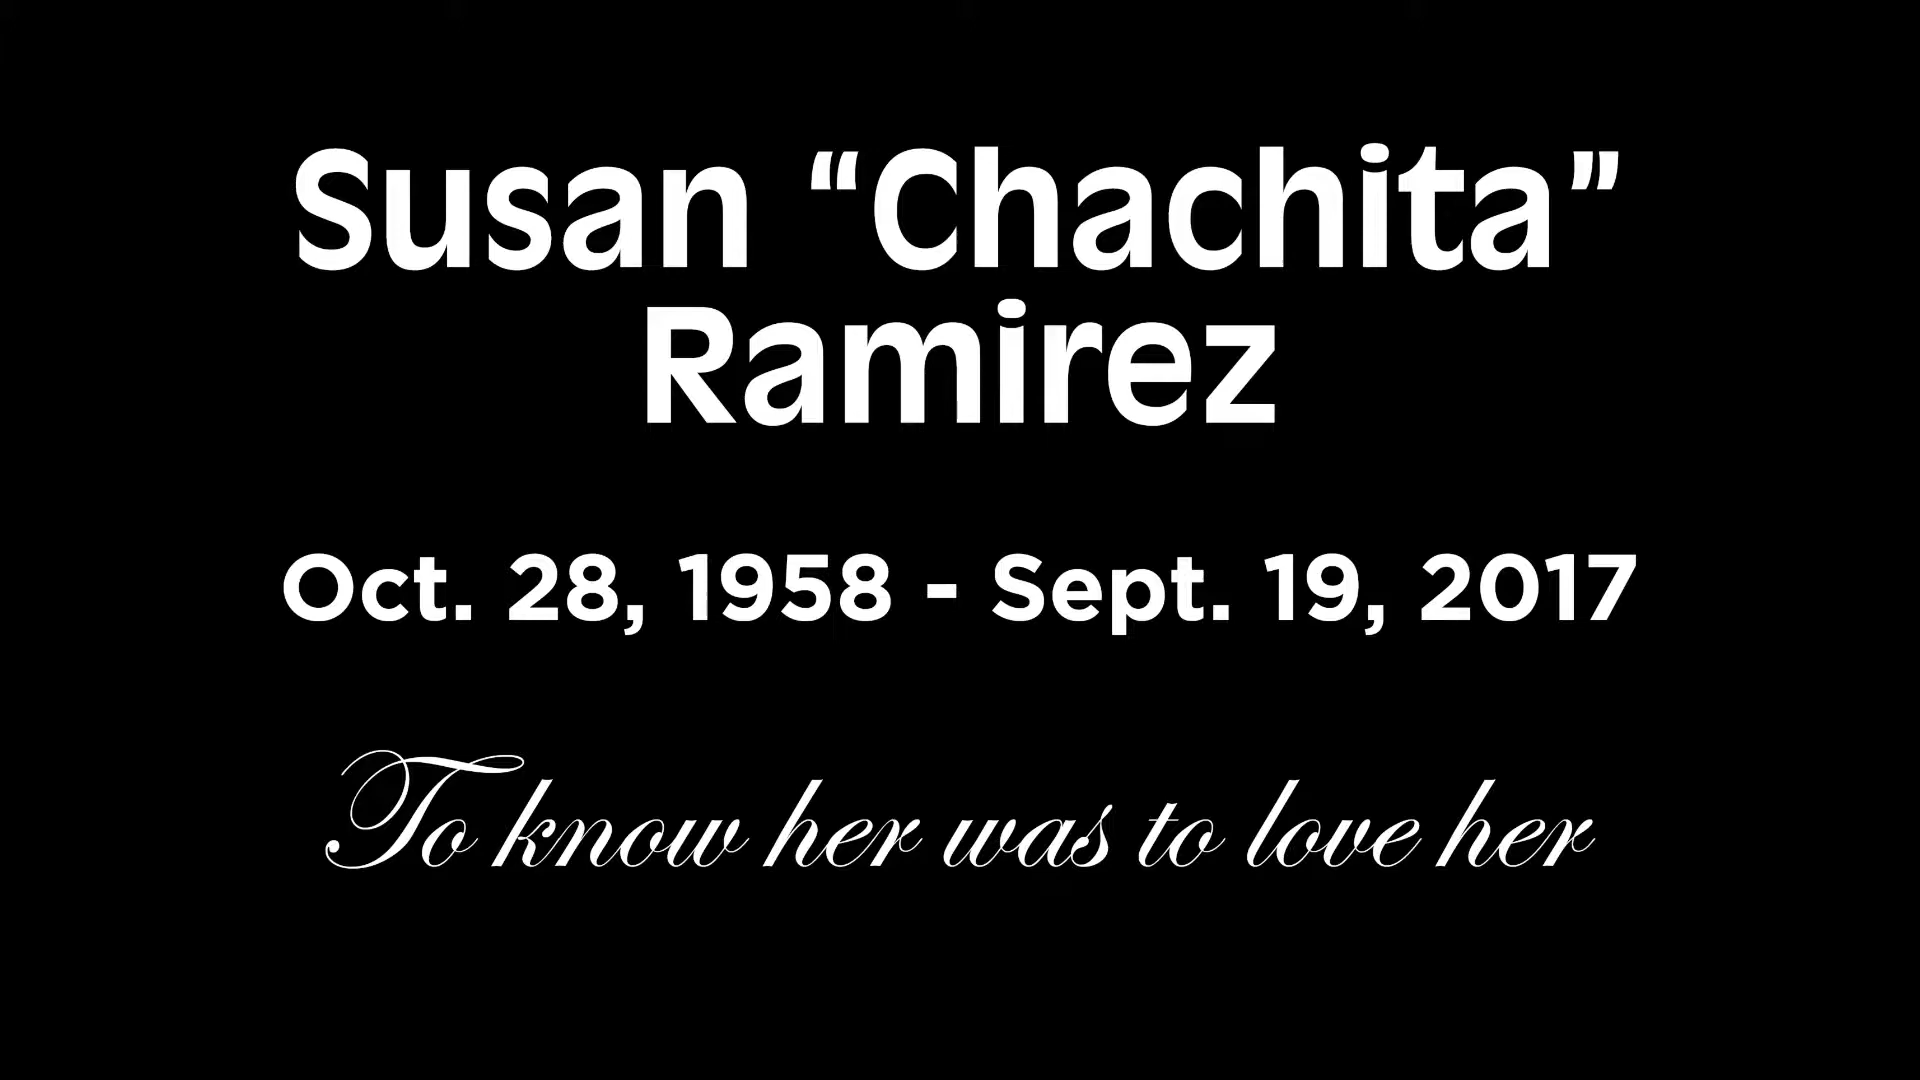 Susan “Chachita”
Ramirez
Oct. 28, 1958 - Sept. 19, 2017
To know her was to love her